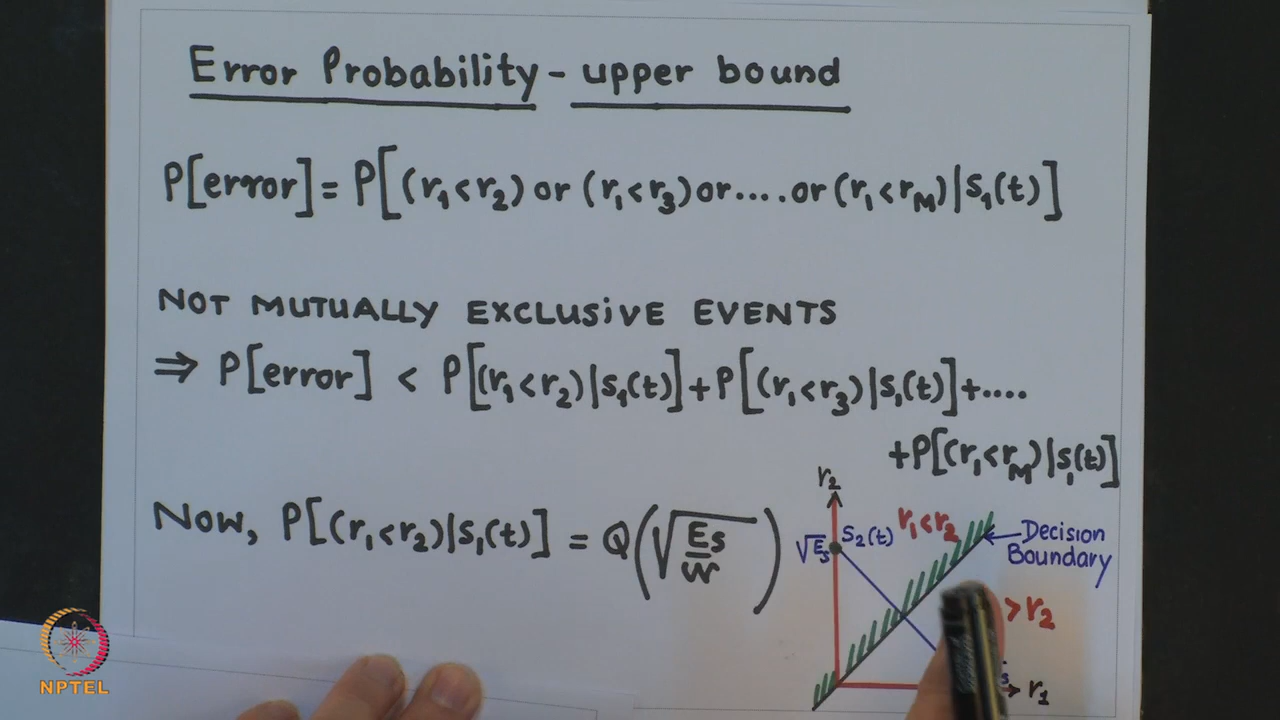 Error Probability - upper bound
P[error] = P[(r₁<r₂) or (r₁<r₃) or .... or (r₁<r_M) | S₁(t)]
NOT MUTUALLY EXCLUSIVE EVENTS
⇒ P[error] < P[(r₁<r₂)|S₁(t)] + P[(r₁<r₃)|S₁(t)] + ....
+P[(r₁<r_M)|S₁(t)]
Now, P[(r₁<r₂)|S₁(t)] = Q(√(Es/W))
r₂
√Es S₂(t) r₁<r₂
Decision
Boundary
>r₂
r₁
NPTEL